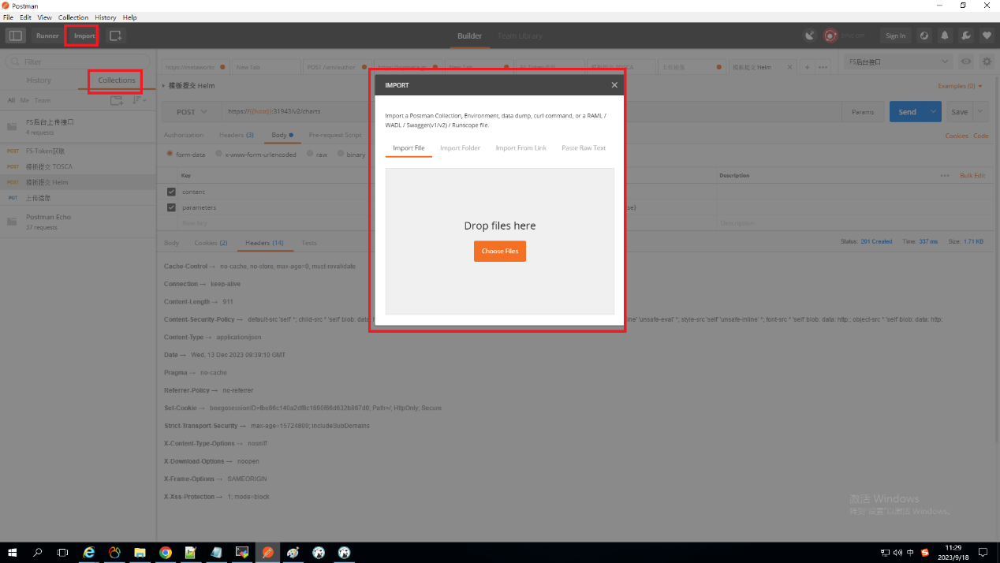 Postman
File Edit View Collection History Help
Runner Import Builder Team Library SYNC OFF Sign In
Filter
History Collections
All Me Team
FS后台上传接口
4 requests
POST FS-Token获取
POST 模板提交 TOSCA
POST 模板提交 Helm
PUT 上传镜像
Postman Echo
37 requests
New Tab POST /am/author New Tab 模板提交 Helm
FS后台接口
模板提交 Helm
Examples (0)
POST https://{{host}}:31943/v2/charts Params Send Save
Authorization Headers (3) Body Pre-request Script Cookies Code
form-data x-www-form-urlencoded raw binary
Key Description Bulk Edit
content
parameters
New key Description
Body Cookies (2) Headers (14) Tests Status: 201 Created Time: 337 ms Size: 1.71 KB
Cache-Control → no-cache, no-store, max-age=0, must-revalidate
Connection → keep-alive
Content-Length → 911
Content-Security-Policy → default-src 'self' *; child-src * 'self' blob: data: 'unsafe-eval' *; style-src 'self' 'unsafe-inline' *; font-src * 'self' blob: data: http:; object-src * 'self' blob: data: http:
Content-Type → application/json
Date → Wed, 13 Dec 2023 09:39:10 GMT
Pragma → no-cache
Referrer-Policy → no-referrer
Set-Cookie → Path=/; HttpOnly; Secure
Strict-Transport-Security → max-age=15724800; includeSubDomains
X-Content-Type-Options → nosniff
X-Download-Options → noopen
X-Frame-Options → SAMEORIGIN
X-Xss-Protection → 1; mode=block
IMPORT
Import a Postman Collection, Environment, data dump, curl command, or a RAML /
WADL / Swagger(v1/v2) / Runscope file.
Import File Import Folder Import From Link Paste Raw Text
Drop files here
Choose Files
激活 Windows
转到"设置"以激活 Windows。
中
11:29
2023/9/18